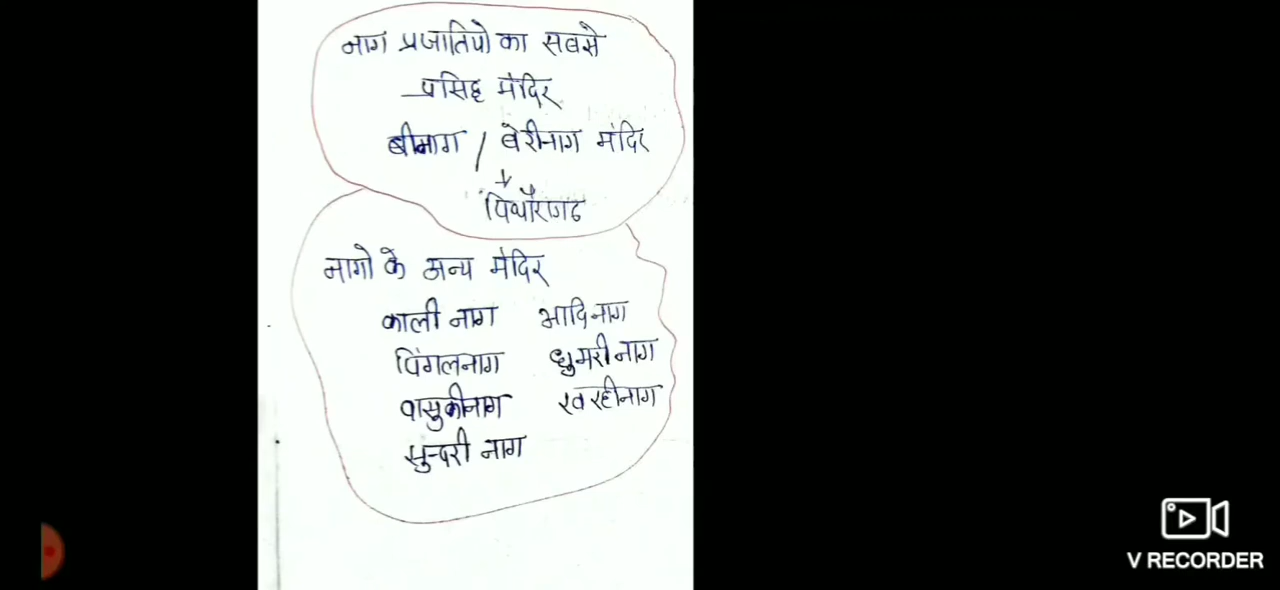 नाग प्रजातियो का सबसे
प्रसिद्द मंदिर
बीनाग / बेरीनाग मंदिर
पिथौरागढ
नागो के अन्य मंदिर
काली नाग आदिनाग
पिंगलनाग धुमरीनाग
वासुकीनाग खरहीनाग
सुन्दरी नाग
V RECORDER